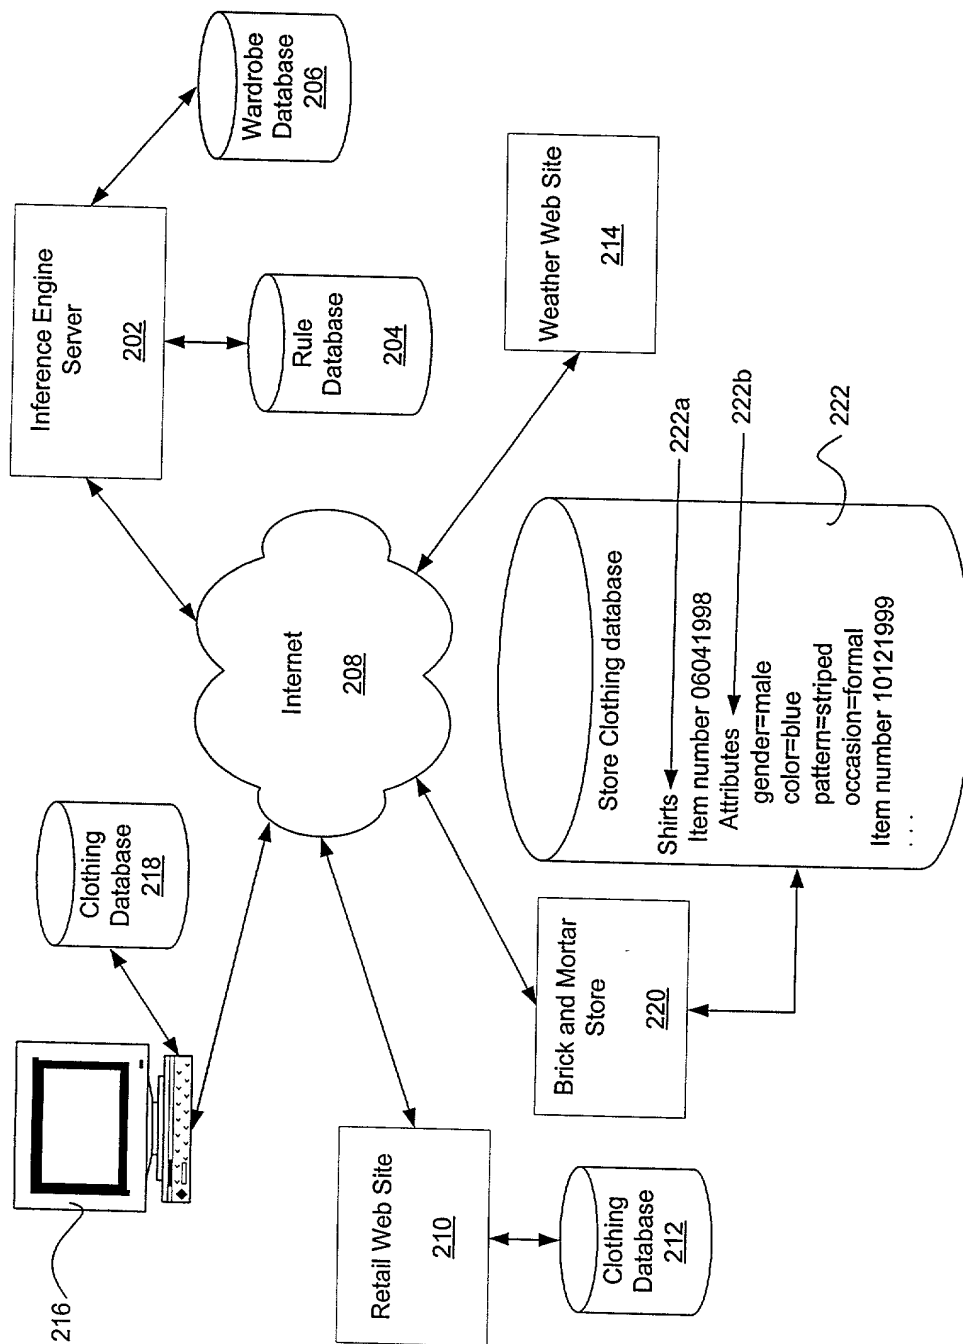 216
Clothing
Database
218
Inference Engine
Server
202
Wardrobe
Database
206
Rule
Database
204
Internet
208
Retail Web Site
210
Clothing
Database
212
Brick and Mortar
Store
220
Weather Web Site
214
Store Clothing database
Shirts
Item number 06041998
Attributes
gender=male
color=blue
pattern=striped
occasion=formal
Item number 10121999
. . .
222a
222b
222